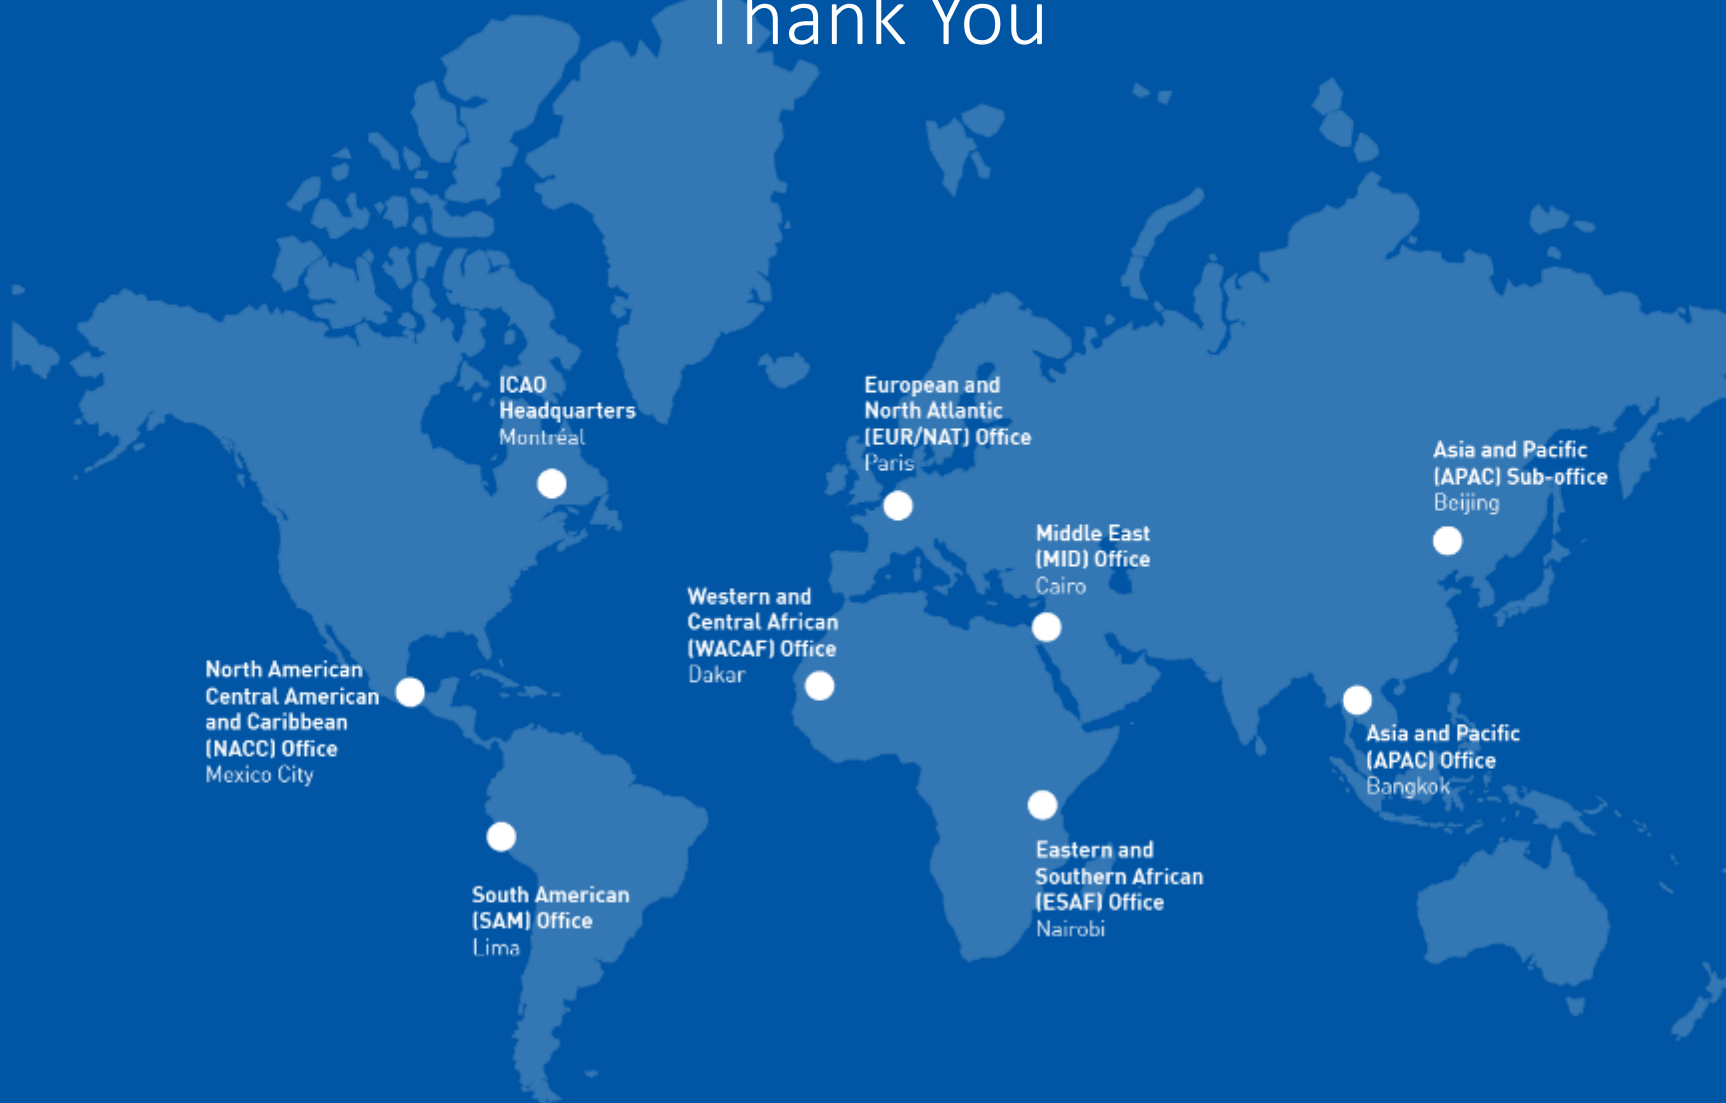 Thank You
ICAO
Headquarters
Montréal
European and
North Atlantic
(EUR/NAT) Office
Paris
Asia and Pacific
(APAC) Sub-office
Beijing
Middle East
(MID) Office
Cairo
Western and
Central African
(WACAF) Office
Dakar
North American
Central American
and Caribbean
(NACC) Office
Mexico City
Asia and Pacific
(APAC) Office
Bangkok
South American
(SAM) Office
Lima
Eastern and
Southern African
(ESAF) Office
Nairobi